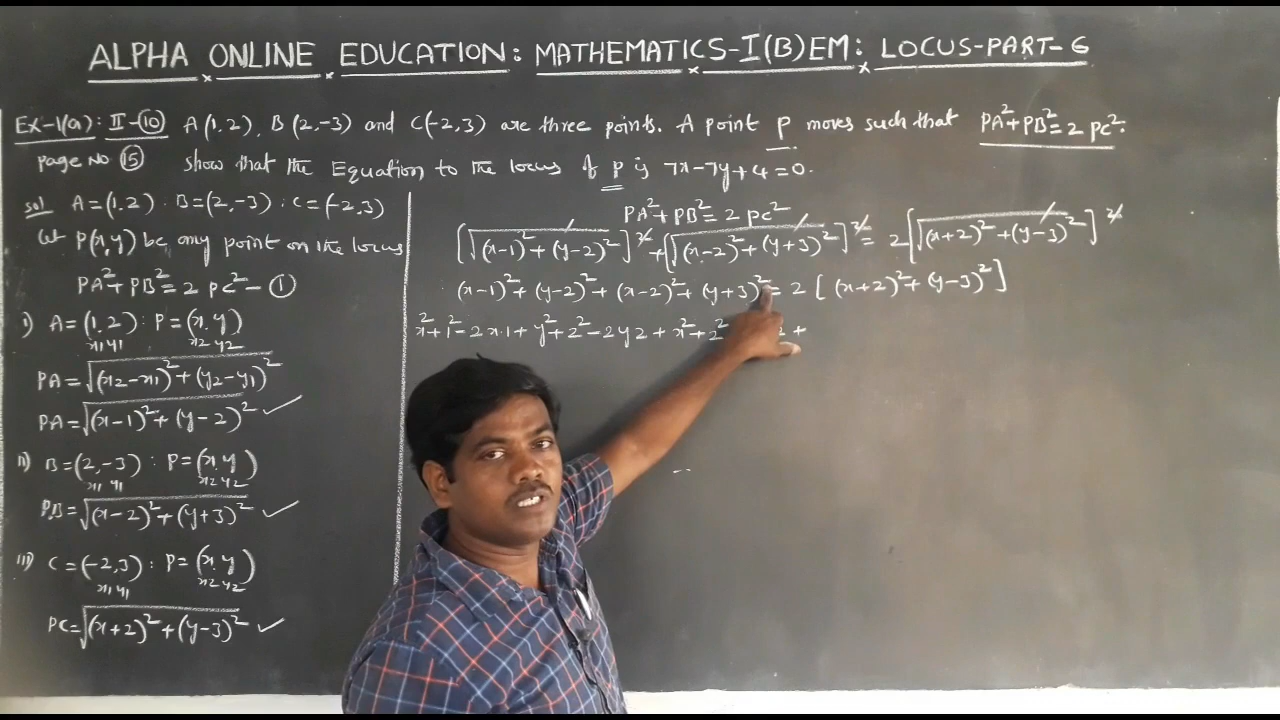 ALPHA ONLINE EDUCATION: MATHEMATICS-I(B)EM: LOCUS-PART-6
Ex-1(a): II-(10) A(1,2), B(2,-3) and C(-2,3) are three points. A point P moves such that PA²+PB²=2PC².
page No (15) show that the Equation to the locus of P is 7x-7y+4=0.
Sol A=(1,2) : B=(2,-3) : C=(-2,3)
let P(x,y) be any point on the locus
PA²+PB²=2PC²-①
i) A=(1,2) : P=(x,y)
x₁ y₁ x₂ y₂
PA=√(x₂-x₁)²+(y₂-y₁)²
PA=√(x-1)²+(y-2)² ✓
ii) B=(2,-3) : P=(x,y)
x₁ y₁ x₂ y₂
PB=√(x-2)²+(y+3)² ✓
iii) C=(-2,3) : P=(x,y)
x₁ y₁ x₂ y₂
PC=√(x+2)²+(y-3)² ✓
PA²+PB²=2PC²
[√(x-1)²+(y-2)²]²+[√(x-2)²+(y+3)²]²=2[√(x+2)²+(y-3)²]²
(x-1)²+(y-2)²+(x-2)²+(y+3)²=2[(x+2)²+(y-3)²]
x²+1²-2x·1+y²+2²-2y2+x²+2² 2+